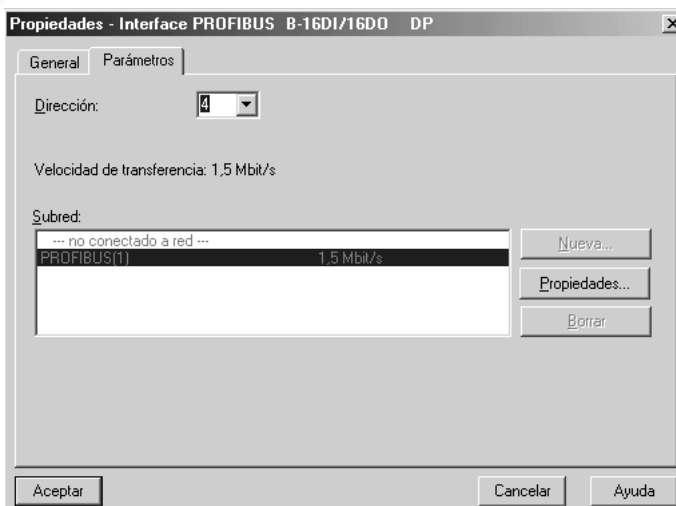 Propiedades - Interface PROFIBUS B-16DI/16DO DP
General Parámetros
Dirección: 4
Velocidad de transferencia: 1,5 Mbit/s
Subred:
--- no conectado a red ---
Nueva...
PROFIBUS(1) 1,5 Mbit/s
Propiedades...
Borrar
Aceptar Cancelar Ayuda